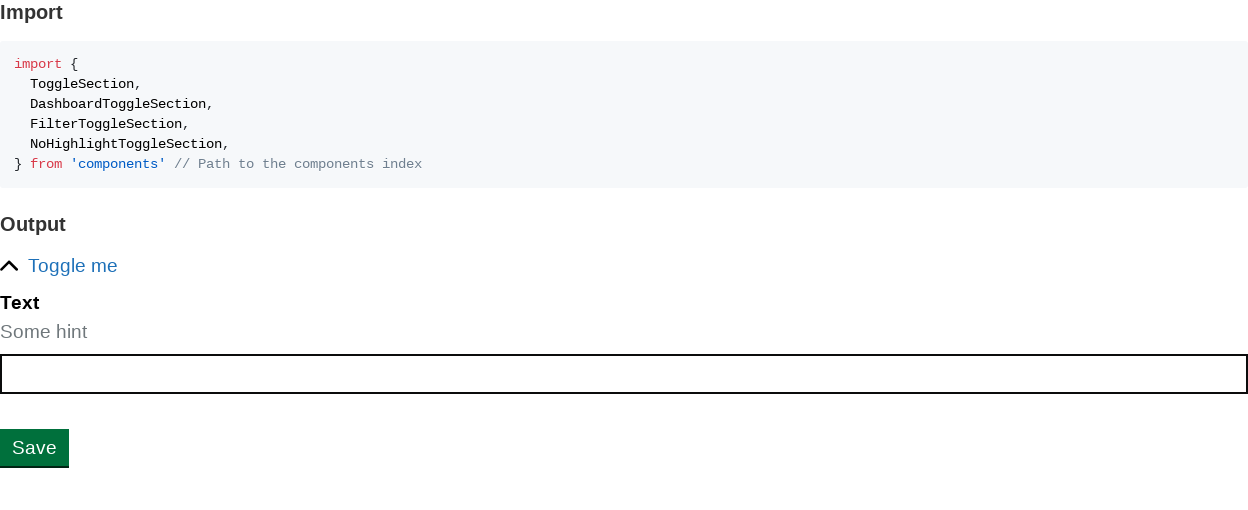 Import
import {
  ToggleSection,
  DashboardToggleSection,
  FilterToggleSection,
  NoHighlightToggleSection,
} from 'components' // Path to the components index
Output
Toggle me
Text
Some hint
Save